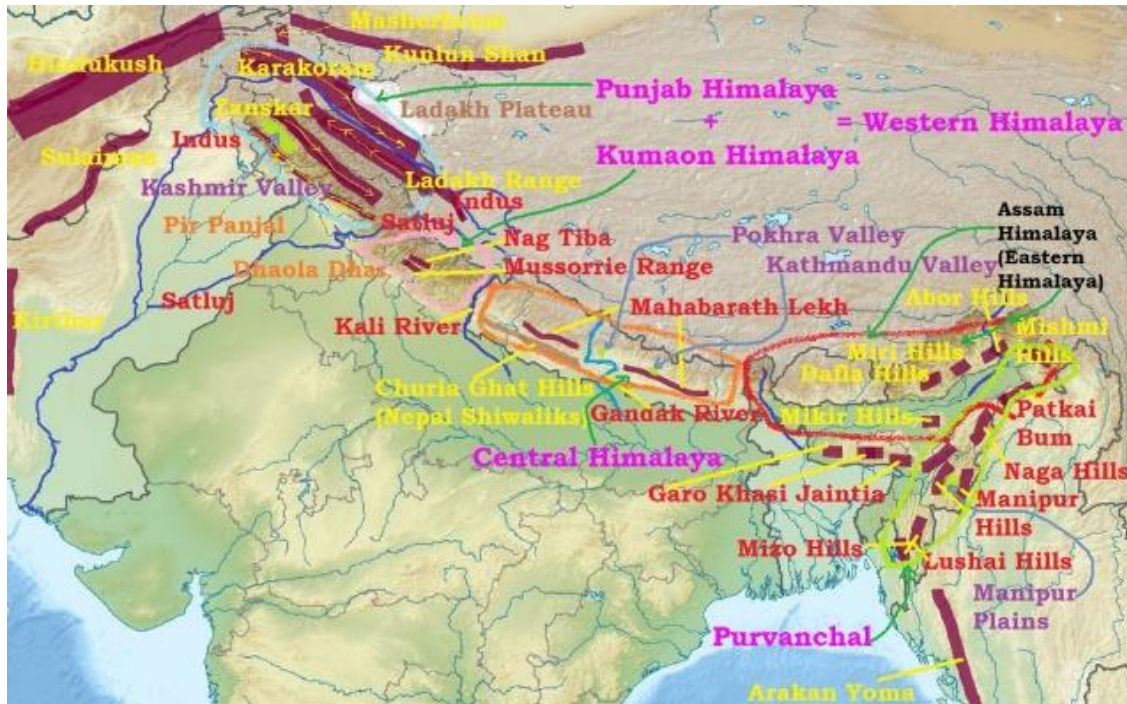 Masherbrum
Hindukush
Karakoram
Kunlun Shan
Punjab Himalaya
Zanskar
Ladakh Plateau
+
= Western Himalaya
Indus
Sulaiman
Kumaon Himalaya
Kashmir Valley
Ladakh Range
Indus
Pir Panjal
Satluj
Nag Tiba
Pokhra Valley
Assam
Himalaya
(Eastern
Himalaya)
Dhaola Dhar
Mussorrie Range
Kathmandu Valley
Satluj
Mahabarath Lekh
Abor Hills
Kirthar
Kali River
Mishmi
Hills
Miri Hills
Dafla Hills
Churia Ghat Hills
(Nepal Shiwaliks)
Gandak River
Mikir Hills
Patkai
Bum
Central Himalaya
Naga Hills
Garo Khasi Jaintia
Manipur
Hills
Mizo Hills
Lushai Hills
Manipur
Plains
Purvanchal
Arakan Yoma